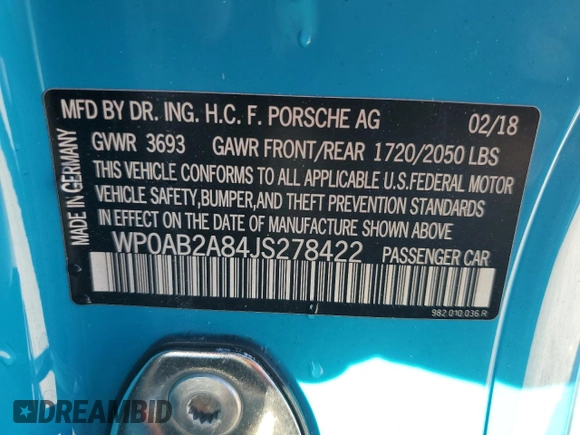 MFD BY DR. ING. H.C. F. PORSCHE AG 02/18
GVWR 3693 GAWR FRONT/REAR 1720/2050 LBS
THIS VEHICLE CONFORMS TO ALL APPLICABLE U.S.FEDERAL MOTOR
VEHICLE SAFETY,BUMPER,AND THEFT PREVENTION STANDARDS
IN EFFECT ON THE DATE OF MANUFACTURE SHOWN ABOVE
WP0AB2A84JS278422 PASSENGER CAR
MADE IN GERMANY
982.010.036.R
DREAMBID